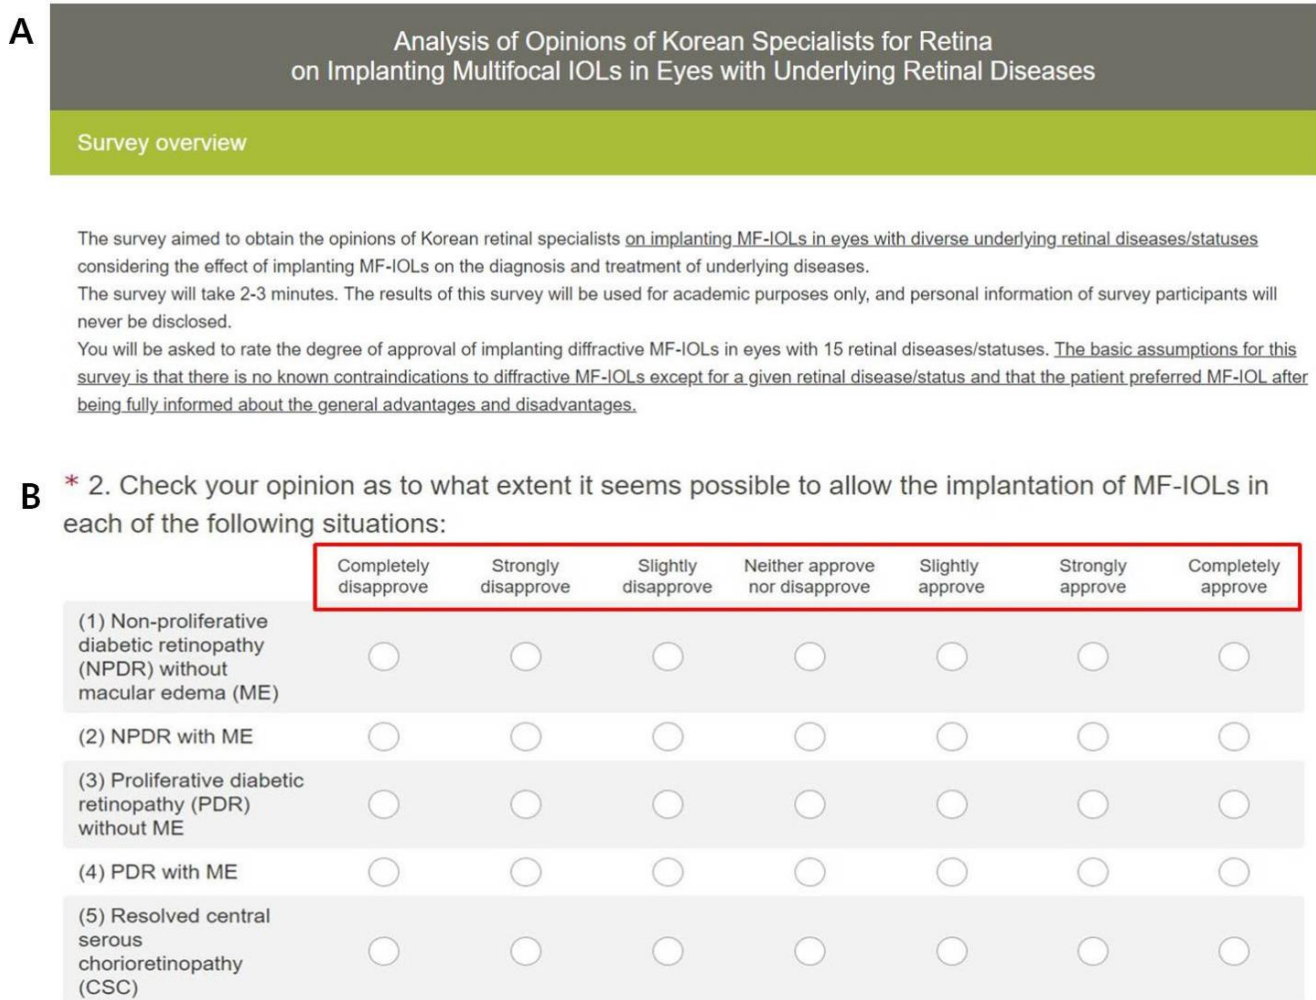 A
Analysis of Opinions of Korean Specialists for Retina
on Implanting Multifocal IOLs in Eyes with Underlying Retinal Diseases
Survey overview
The survey aimed to obtain the opinions of Korean retinal specialists on implanting MF-IOLs in eyes with diverse underlying retinal diseases/statuses
considering the effect of implanting MF-IOLs on the diagnosis and treatment of underlying diseases.
The survey will take 2-3 minutes. The results of this survey will be used for academic purposes only, and personal information of survey participants will
never be disclosed.
You will be asked to rate the degree of approval of implanting diffractive MF-IOLs in eyes with 15 retinal diseases/statuses. The basic assumptions for this
survey is that there is no known contraindications to diffractive MF-IOLs except for a given retinal disease/status and that the patient preferred MF-IOL after
being fully informed about the general advantages and disadvantages.
B
* 2. Check your opinion as to what extent it seems possible to allow the implantation of MF-IOLs in
each of the following situations:
Completely disapprove
Strongly disapprove
Slightly disapprove
Neither approve nor disapprove
Slightly approve
Strongly approve
Completely approve
(1) Non-proliferative
diabetic retinopathy
(NPDR) without
macular edema (ME)
(2) NPDR with ME
(3) Proliferative diabetic
retinopathy (PDR)
without ME
(4) PDR with ME
(5) Resolved central
serous
chorioretinopathy
(CSC)